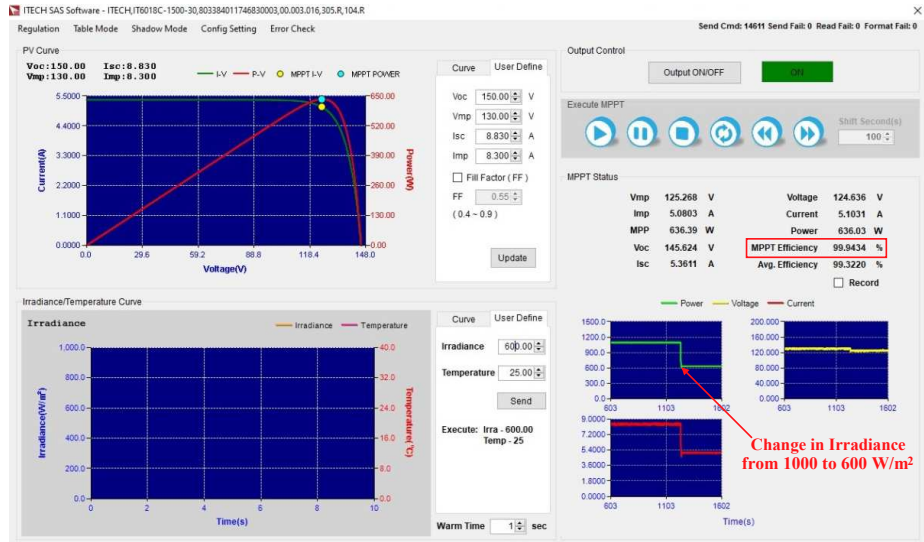 ITECH SAS Software - ITECH,IT6018C-1500-30,803384011746830003,00.003.016,305.R,104.R
Regulation Table Mode Shadow Mode Config Setting Error Check
Send Cmd: 14611 Send Fail: 0 Read Fail: 0 Format Fail: 0
PV Curve
Voc:150.00 Isc:8.830
Vmp:130.00 Imp:8.300
I-V P-V MPPT I-V MPPT POWER
5.5000
4.4000
3.3000
2.2000
1.1000
0.0000
Current(A)
650.00
520.00
390.00
260.00
130.00
0.00
Power(W)
0.0 29.6 59.2 88.8 118.4 148.0
Voltage(V)
Curve User Define
Voc 150.00 V
Vmp 130.00 V
Isc 8.830 A
Imp 8.300 A
Fill Factor ( FF )
FF 0.55
( 0.4 ~ 0.9 )
Update
Output Control
Output ON/OFF
ON
Execute MPPT
Shift Second(s)
100
MPPT Status
Vmp 125.268 V Voltage 124.636 V
Imp 5.0803 A Current 5.1031 A
MPP 636.39 W Power 636.03 W
Voc 145.624 V MPPT Efficiency 99.9434 %
Isc 5.3611 A Avg. Efficiency 99.3220 %
Record
Irradiance/Temperature Curve
Irradiance
Irradiance Temperature
1,000.0
800.0
600.0
400.0
200.0
0.0
Irradiance(W/m²)
40.0
32.0
24.0
16.0
8.0
0.0
Temperature(℃)
0 2 4 6 8 10
Time(s)
Curve User Define
Irradiance 600.00
Temperature 25.00
Send
Execute: Irra - 600.00
Temp - 25
Warm Time 1 sec
Power Voltage Current
1500.0
1200.0
900.0
600.0
300.0
0.0
603 1103 1602
200.000
160.000
120.000
80.000
40.000
0.000
603 1103 1602
9.0000
7.2000
5.4000
3.6000
1.8000
0.0000
603 1103 1602
Time(s)
Change in Irradiance
from 1000 to 600 W/m²